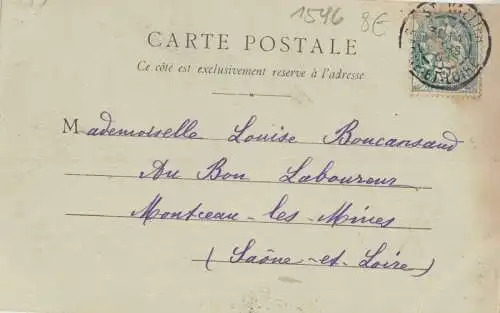 1546 8€
CARTE POSTALE
Ce côté est exclusivement reserve à l'adresse
Mademoiselle Louise Boucansaud
Au Bon Laboureur
Montceau-les-Mines
(Saône-et-Loire)